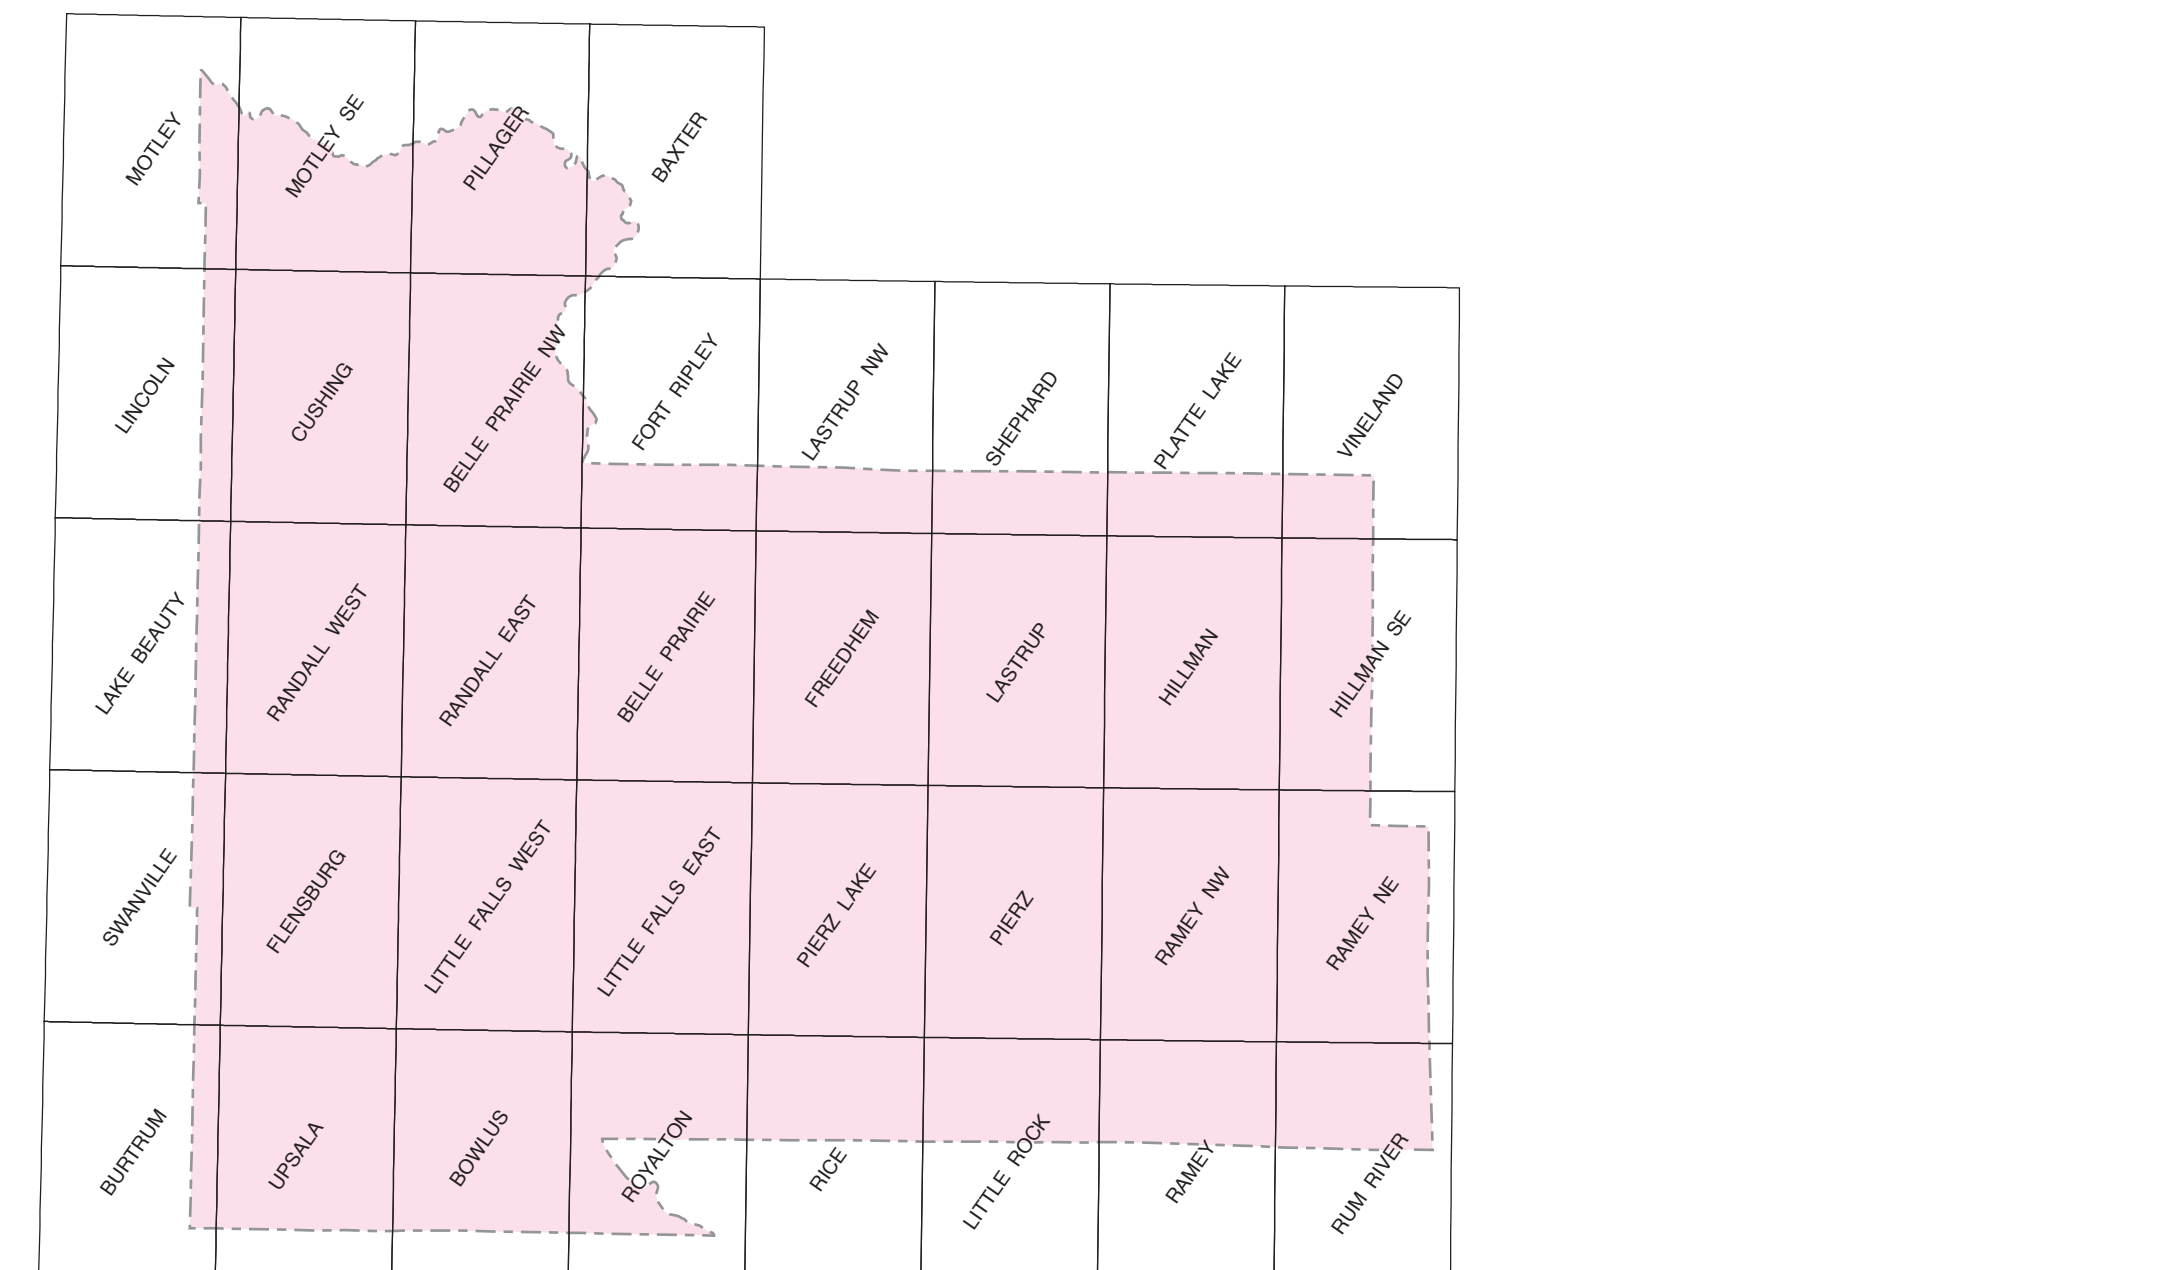 MOTLEY
MOTLEY SE
PILLAGER
BAXTER
LINCOLN
CUSHING
BELLE PRAIRIE NW
FORT RIPLEY
LASTRUP NW
SHEPHARD
PLATTE LAKE
VINELAND
LAKE BEAUTY
RANDALL WEST
RANDALL EAST
BELLE PRAIRIE
FREEDHEM
LASTRUP
HILLMAN
HILLMAN SE
SWANVILLE
FLENSBURG
LITTLE FALLS WEST
LITTLE FALLS EAST
PIERZ LAKE
PIERZ
RAMEY NW
RAMEY NE
BURTRUM
UPSALA
BOWLUS
ROYALTON
RICE
LITTLE ROCK
RAMEY
RUM RIVER